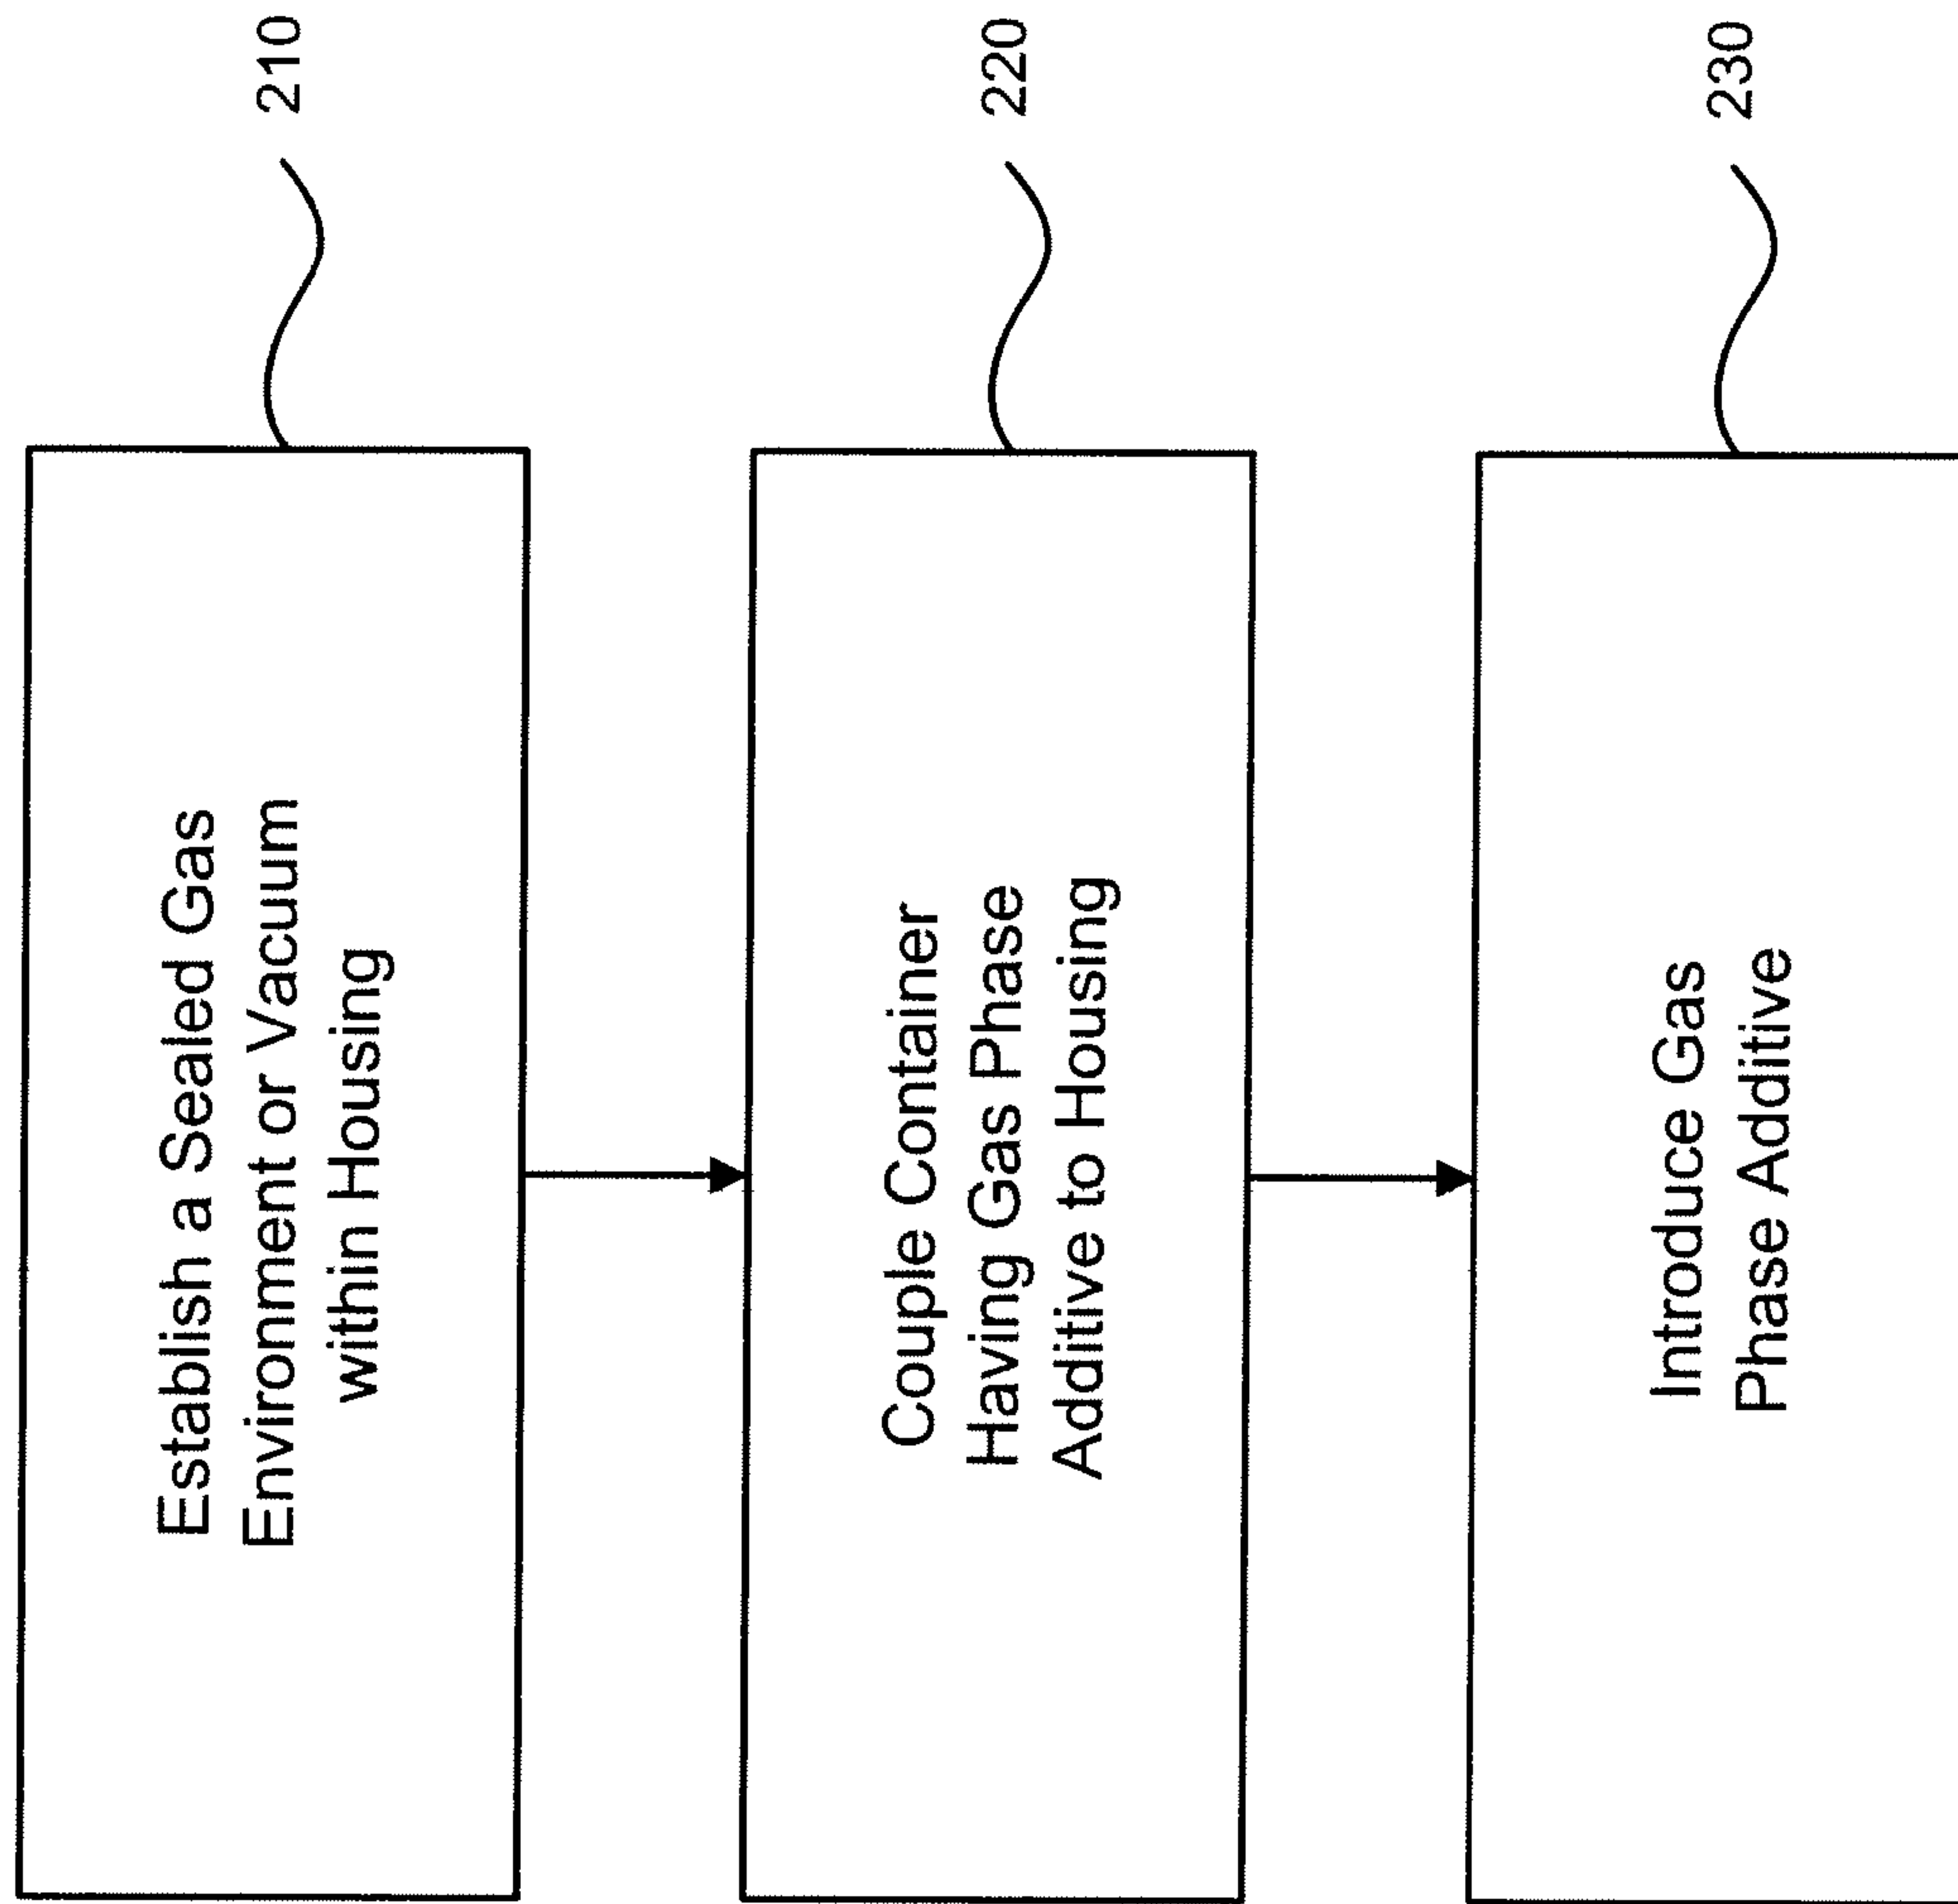 Establish a Sealed Gas
Environment or Vacuum
within Housing
210
Couple Container
Having Gas Phase
Additive to Housing
220
Introduce Gas
Phase Additive
230